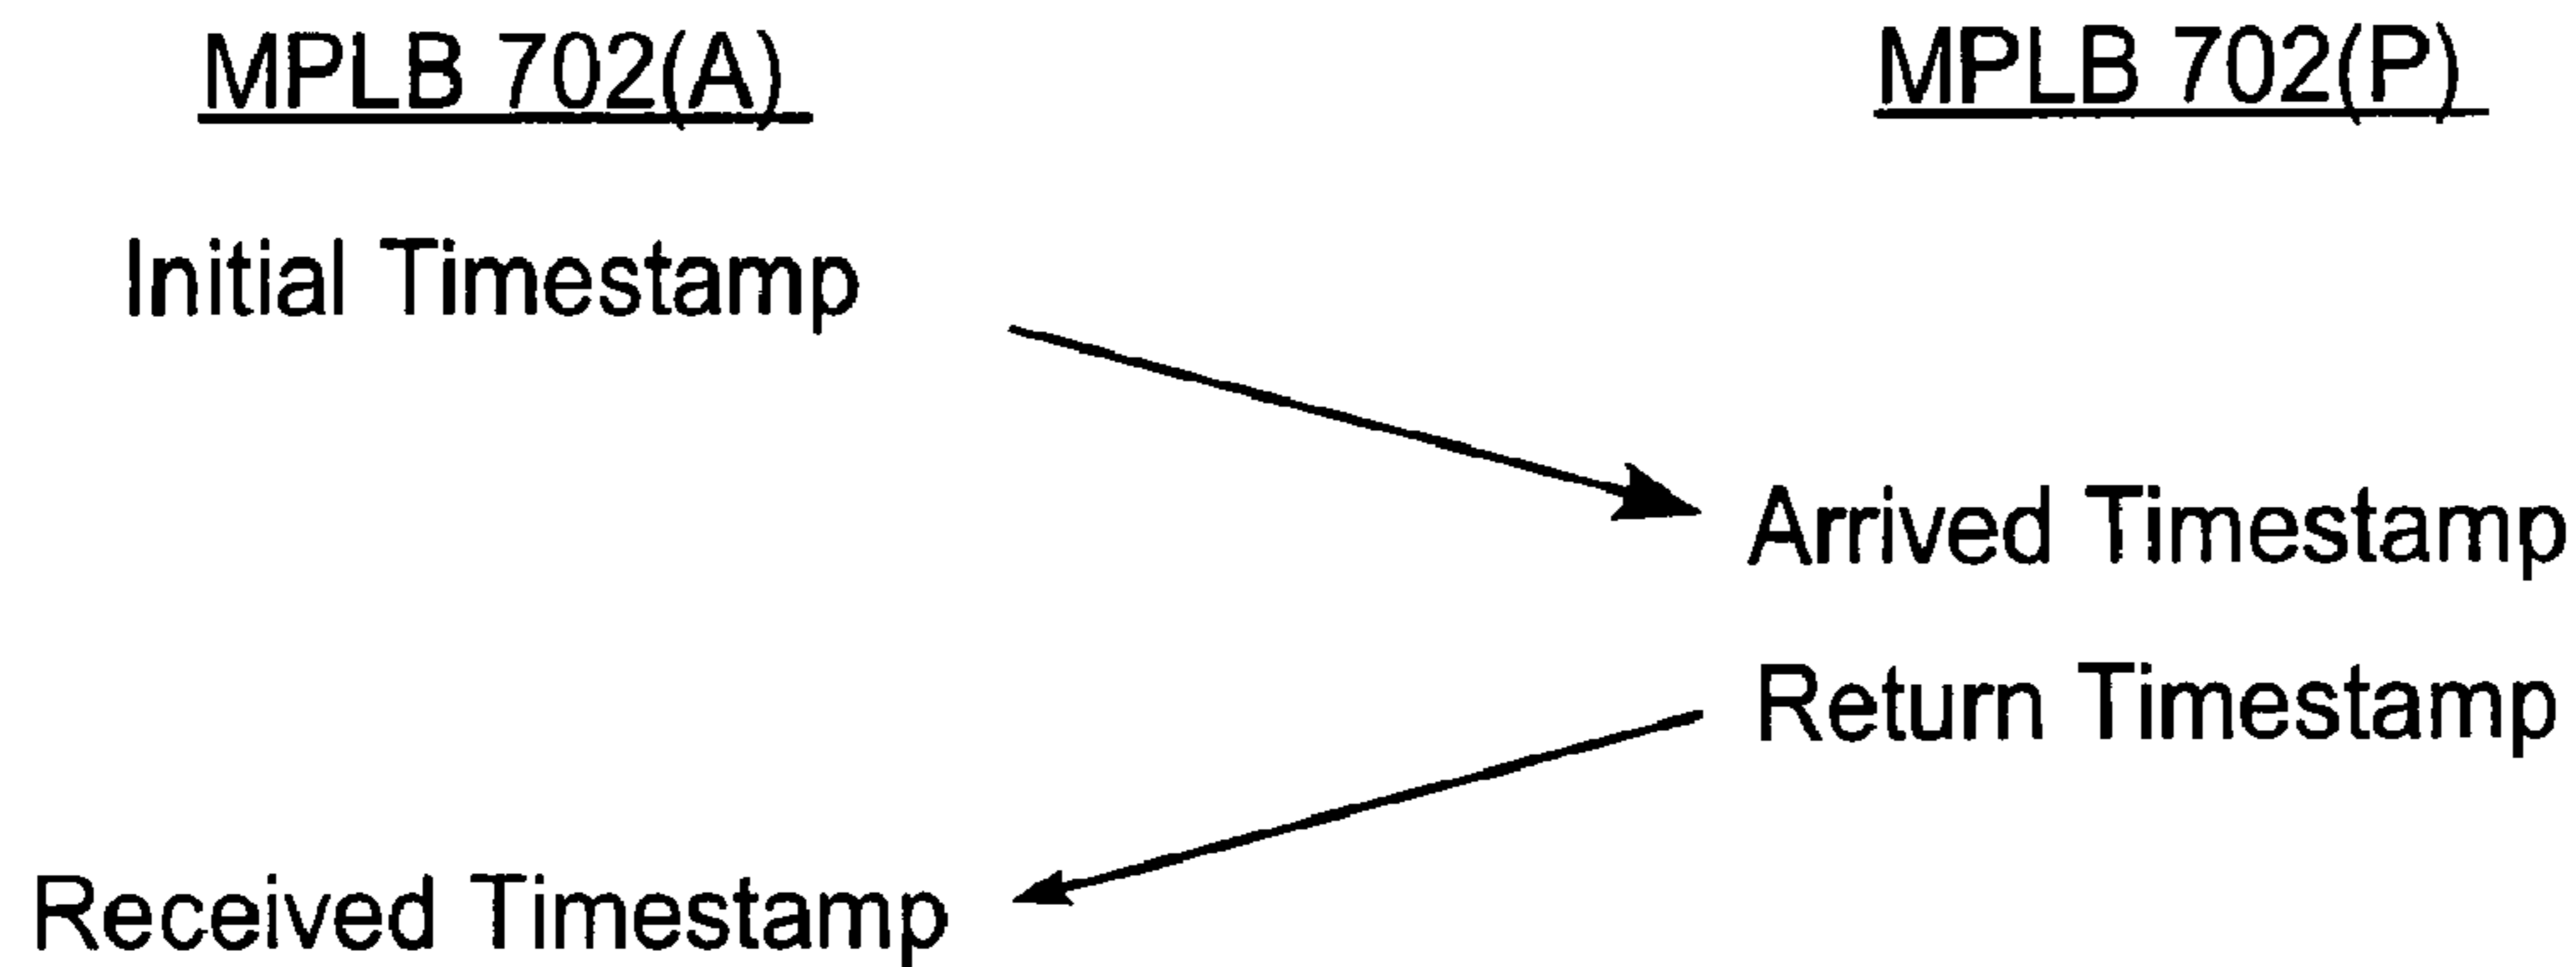 MPLB 702(A)
MPLB 702(P)
Initial Timestamp
Arrived Timestamp
Return Timestamp
Received Timestamp